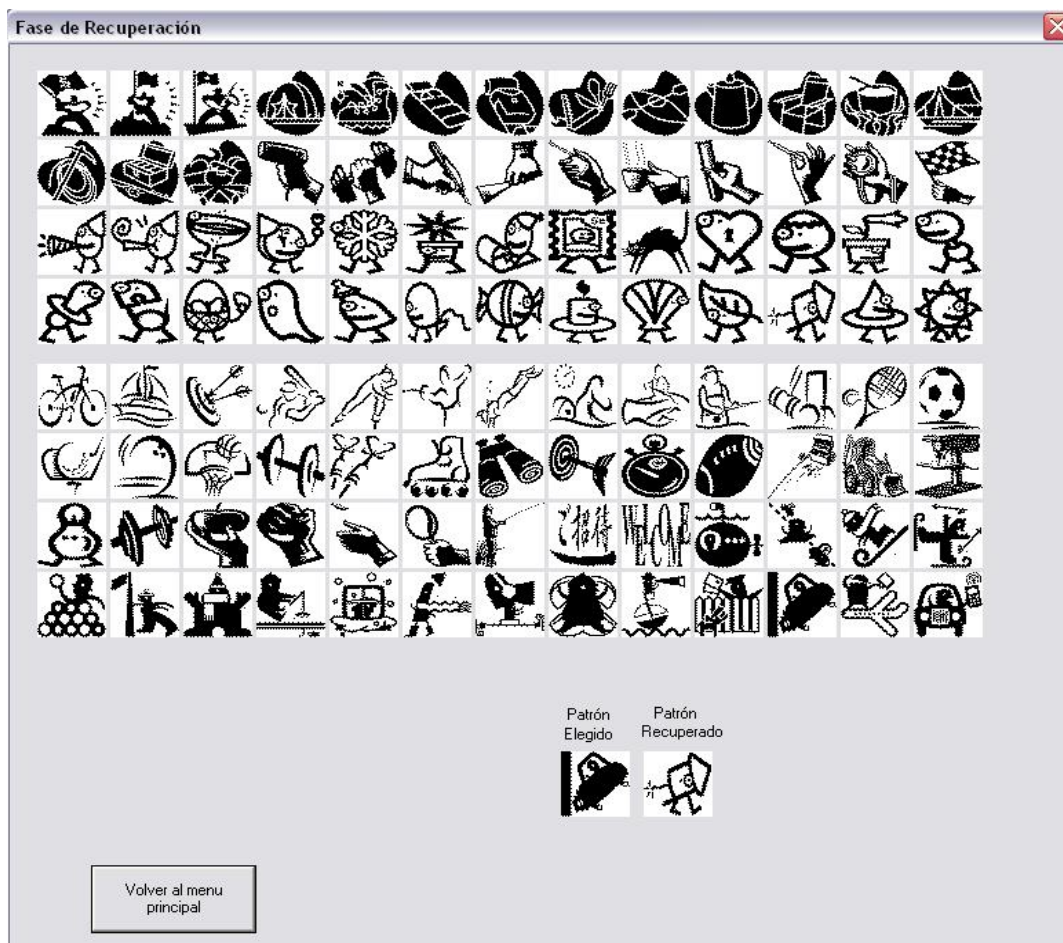 Fase de Recuperación
Patrón
Elegido
Patrón
Recuperado
Volver al menu
principal